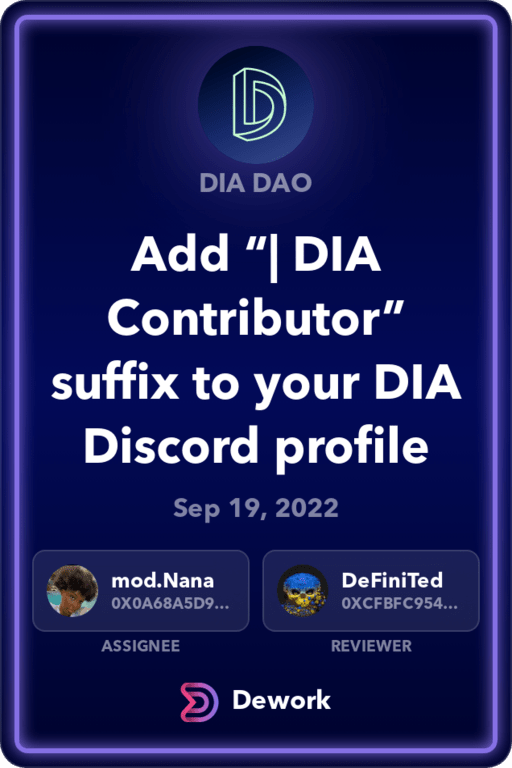 DIA DAO
Add “| DIA
Contributor”
suffix to your DIA
Discord profile
Sep 19, 2022
mod.Nana
0X0A68A5D9...
ASSIGNEE
DeFiniTed
0XCFBFC954...
REVIEWER
Dework